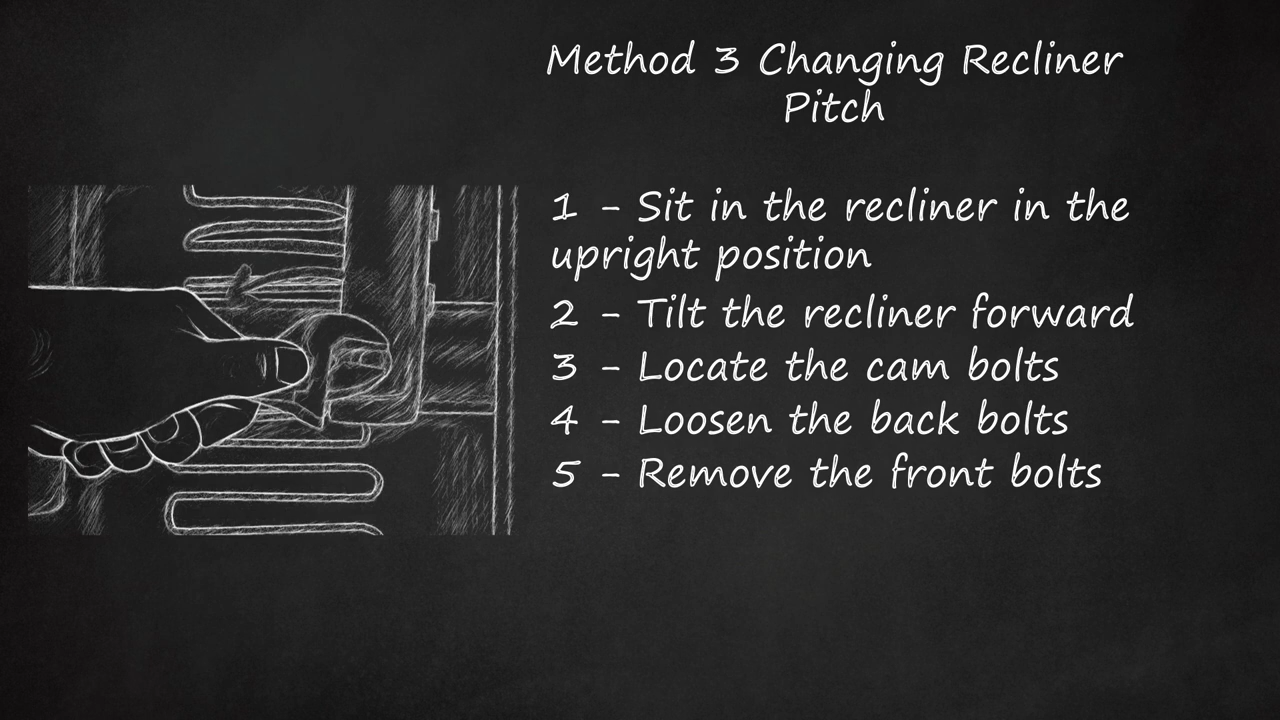 Method 3 Changing Recliner
Pitch
1 - Sit in the recliner in the
upright position
2 - Tilt the recliner forward
3 - Locate the cam bolts
4 - Loosen the back bolts
5 - Remove the front bolts